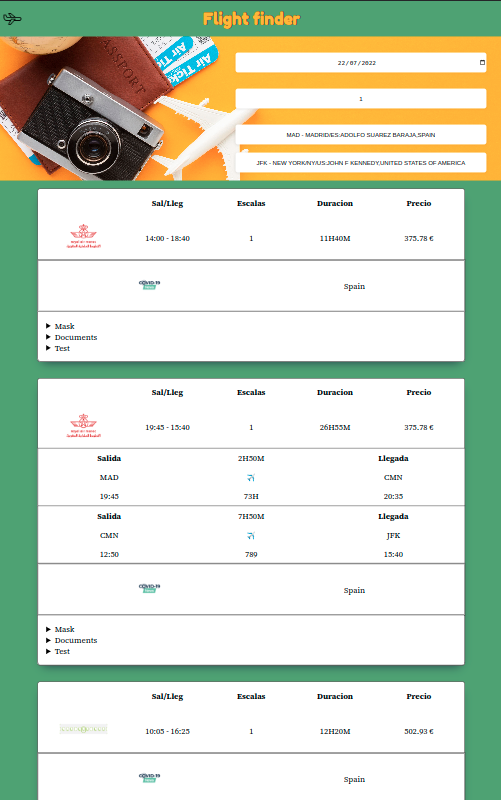 Flight finder
PASSPORT
Air Tick
Air Tick
22/07/2022
1
MAD - MADRID/ES:ADOLFO SUAREZ BARAJA,SPAIN
JFK - NEW YORK/NY/US:JOHN F KENNEDY,UNITED STATES OF AMERICA
Sal/Lleg Escalas Duracion Precio
14:00 - 18:40 1 11H40M 375.78 €
COVID-19 Spain
Mask
Documents
Test
Sal/Lleg Escalas Duracion Precio
19:45 - 15:40 1 26H55M 375.78 €
Salida 2H50M Llegada
MAD CMN
19:45 73H 20:35
Salida 7H50M Llegada
CMN JFK
12:50 789 15:40
COVID-19 Spain
Mask
Documents
Test
Sal/Lleg Escalas Duracion Precio
10:05 - 16:25 1 12H20M 502.93 €
COVID-19 Spain